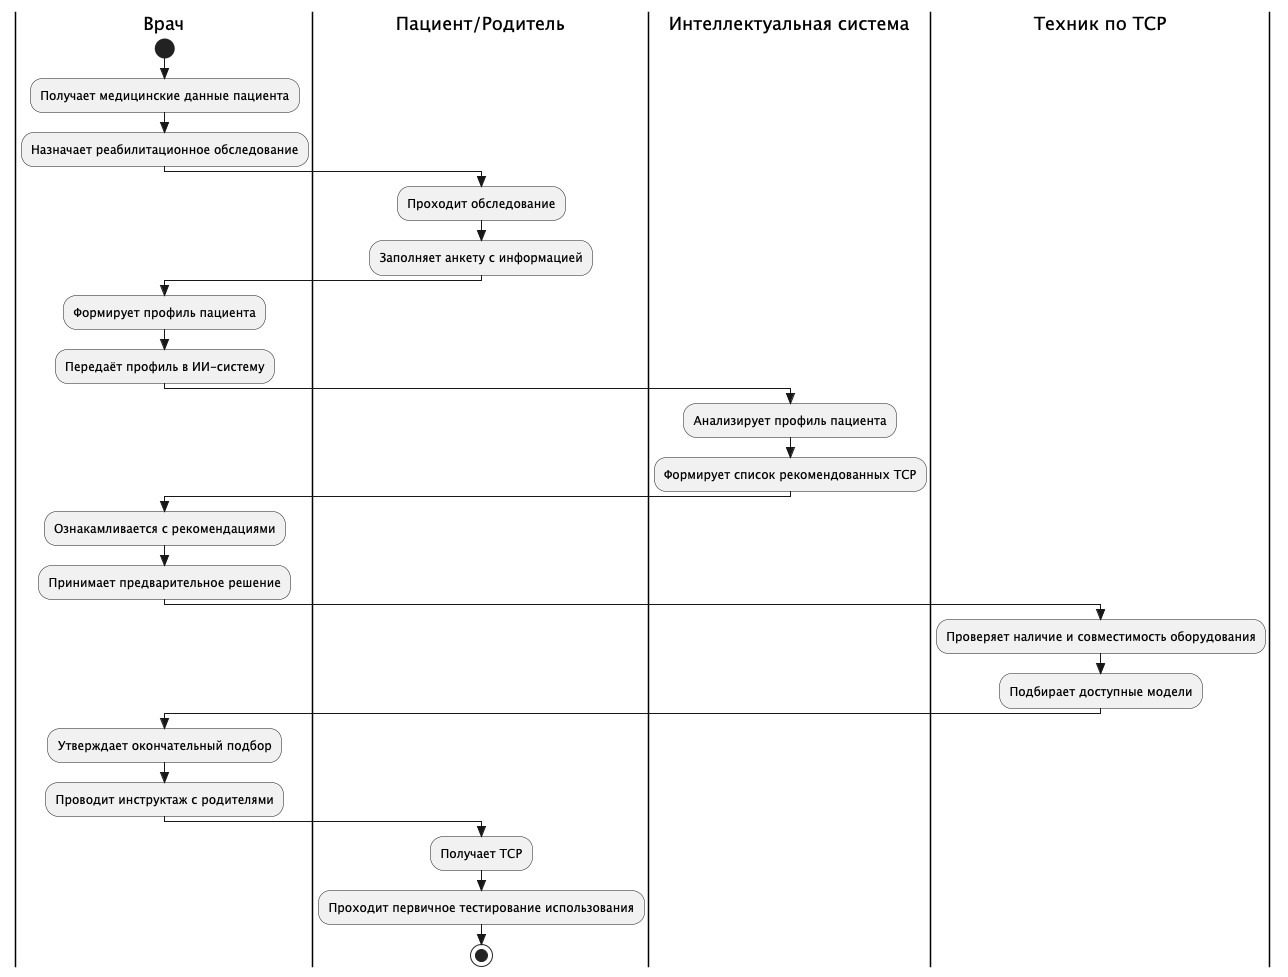 Врач
Пациент/Родитель
Интеллектуальная система
Техник по ТСР
Получает медицинские данные пациента
Назначает реабилитационное обследование
Проходит обследование
Заполняет анкету с информацией
Формирует профиль пациента
Передаёт профиль в ИИ-систему
Анализирует профиль пациента
Формирует список рекомендованных ТСР
Ознакамливается с рекомендациями
Принимает предварительное решение
Проверяет наличие и совместимость оборудования
Подбирает доступные модели
Утверждает окончательный подбор
Проводит инструктаж с родителями
Получает ТСР
Проходит первичное тестирование использования